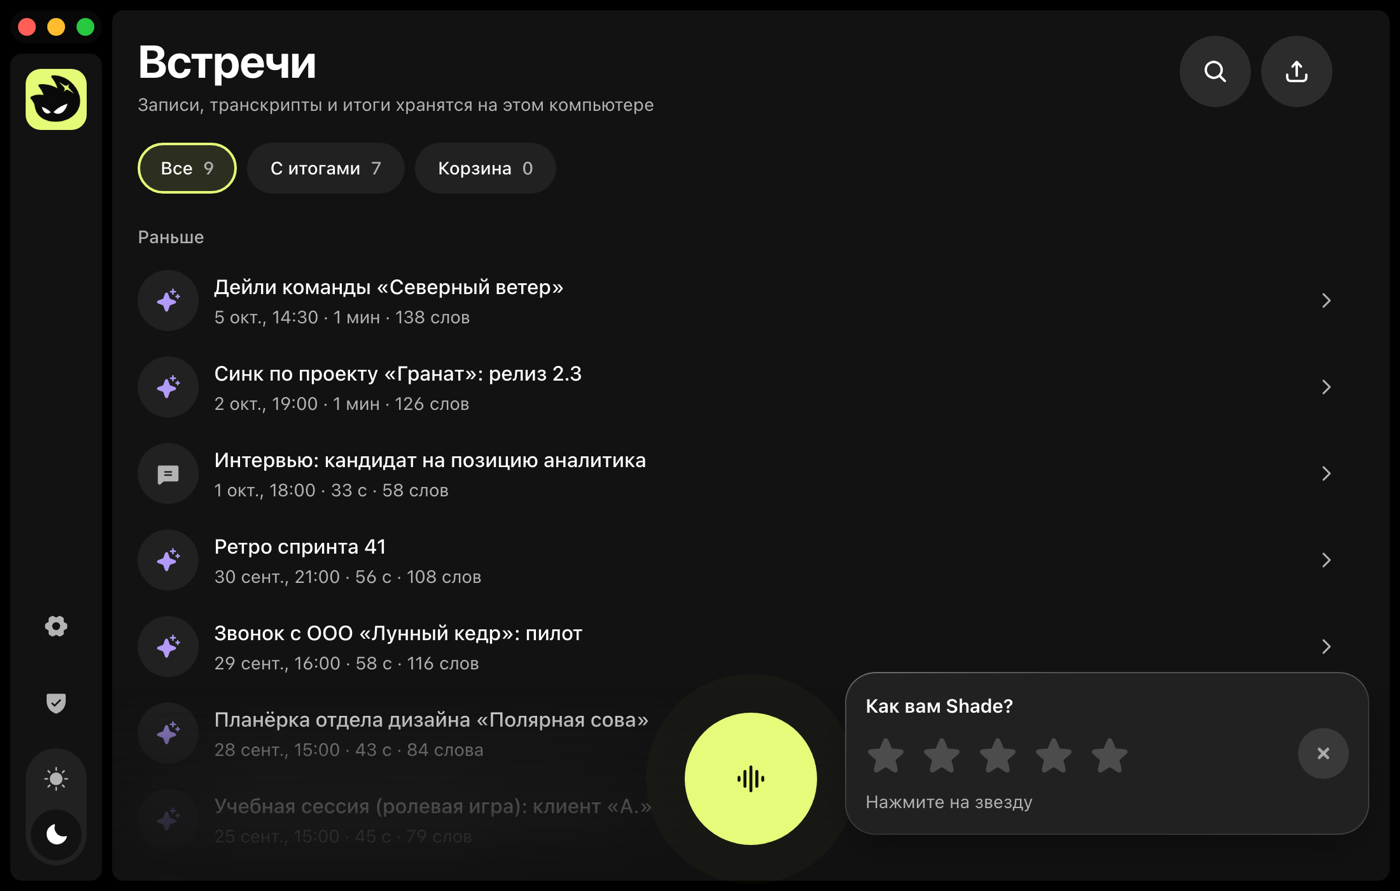 Встречи
Записи, транскрипты и итоги хранятся на этом компьютере
Все 9
С итогами 7
Корзина 0
Раньше
Дейли команды «Северный ветер»
5 окт., 14:30 · 1 мин · 138 слов
Синк по проекту «Гранат»: релиз 2.3
2 окт., 19:00 · 1 мин · 126 слов
Интервью: кандидат на позицию аналитика
1 окт., 18:00 · 33 с · 58 слов
Ретро спринта 41
30 сент., 21:00 · 56 с · 108 слов
Звонок с ООО «Лунный кедр»: пилот
29 сент., 16:00 · 58 с · 116 слов
Планёрка отдела дизайна «Полярная сова»
28 сент., 15:00 · 43 с · 84 слова
Учебная сессия (ролевая игра): клиент «А.»
25 сент., 15:00 · 45 с · 79 слов
Как вам Shade?
Нажмите на звезду